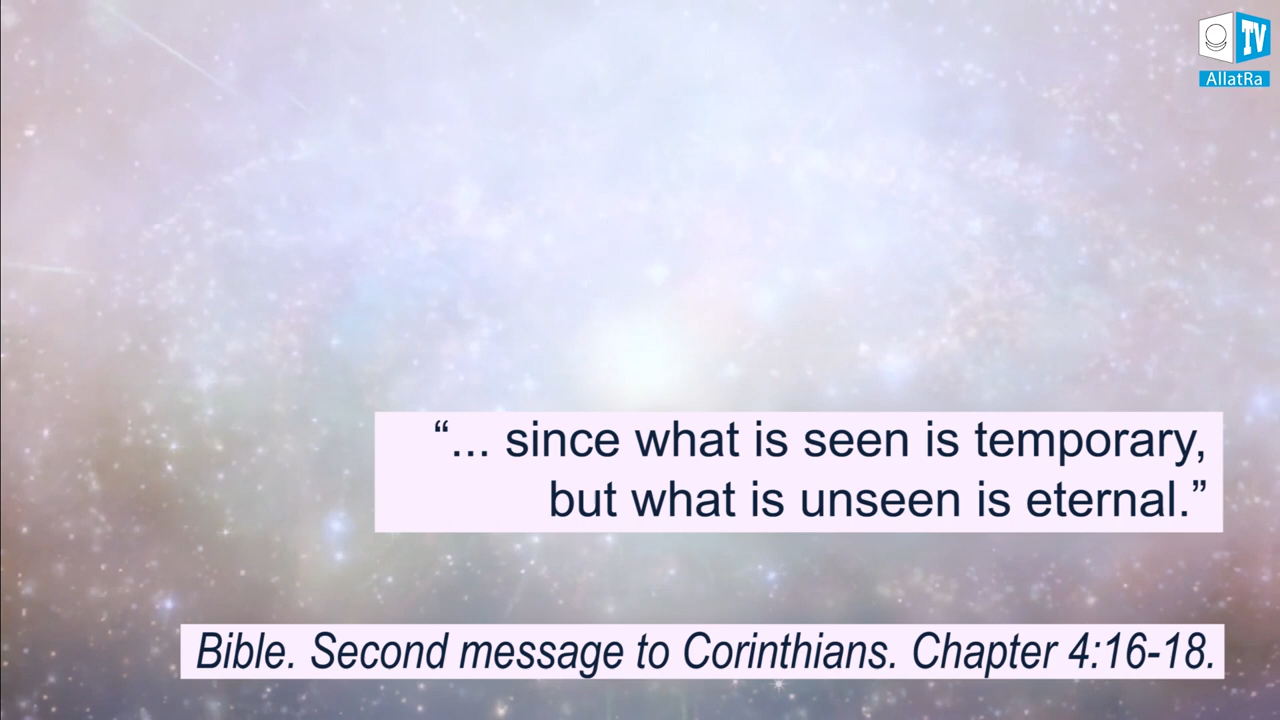 TV
AllatRa
“... since what is seen is temporary,
but what is unseen is eternal.”
Bible. Second message to Corinthians. Chapter 4:16-18.